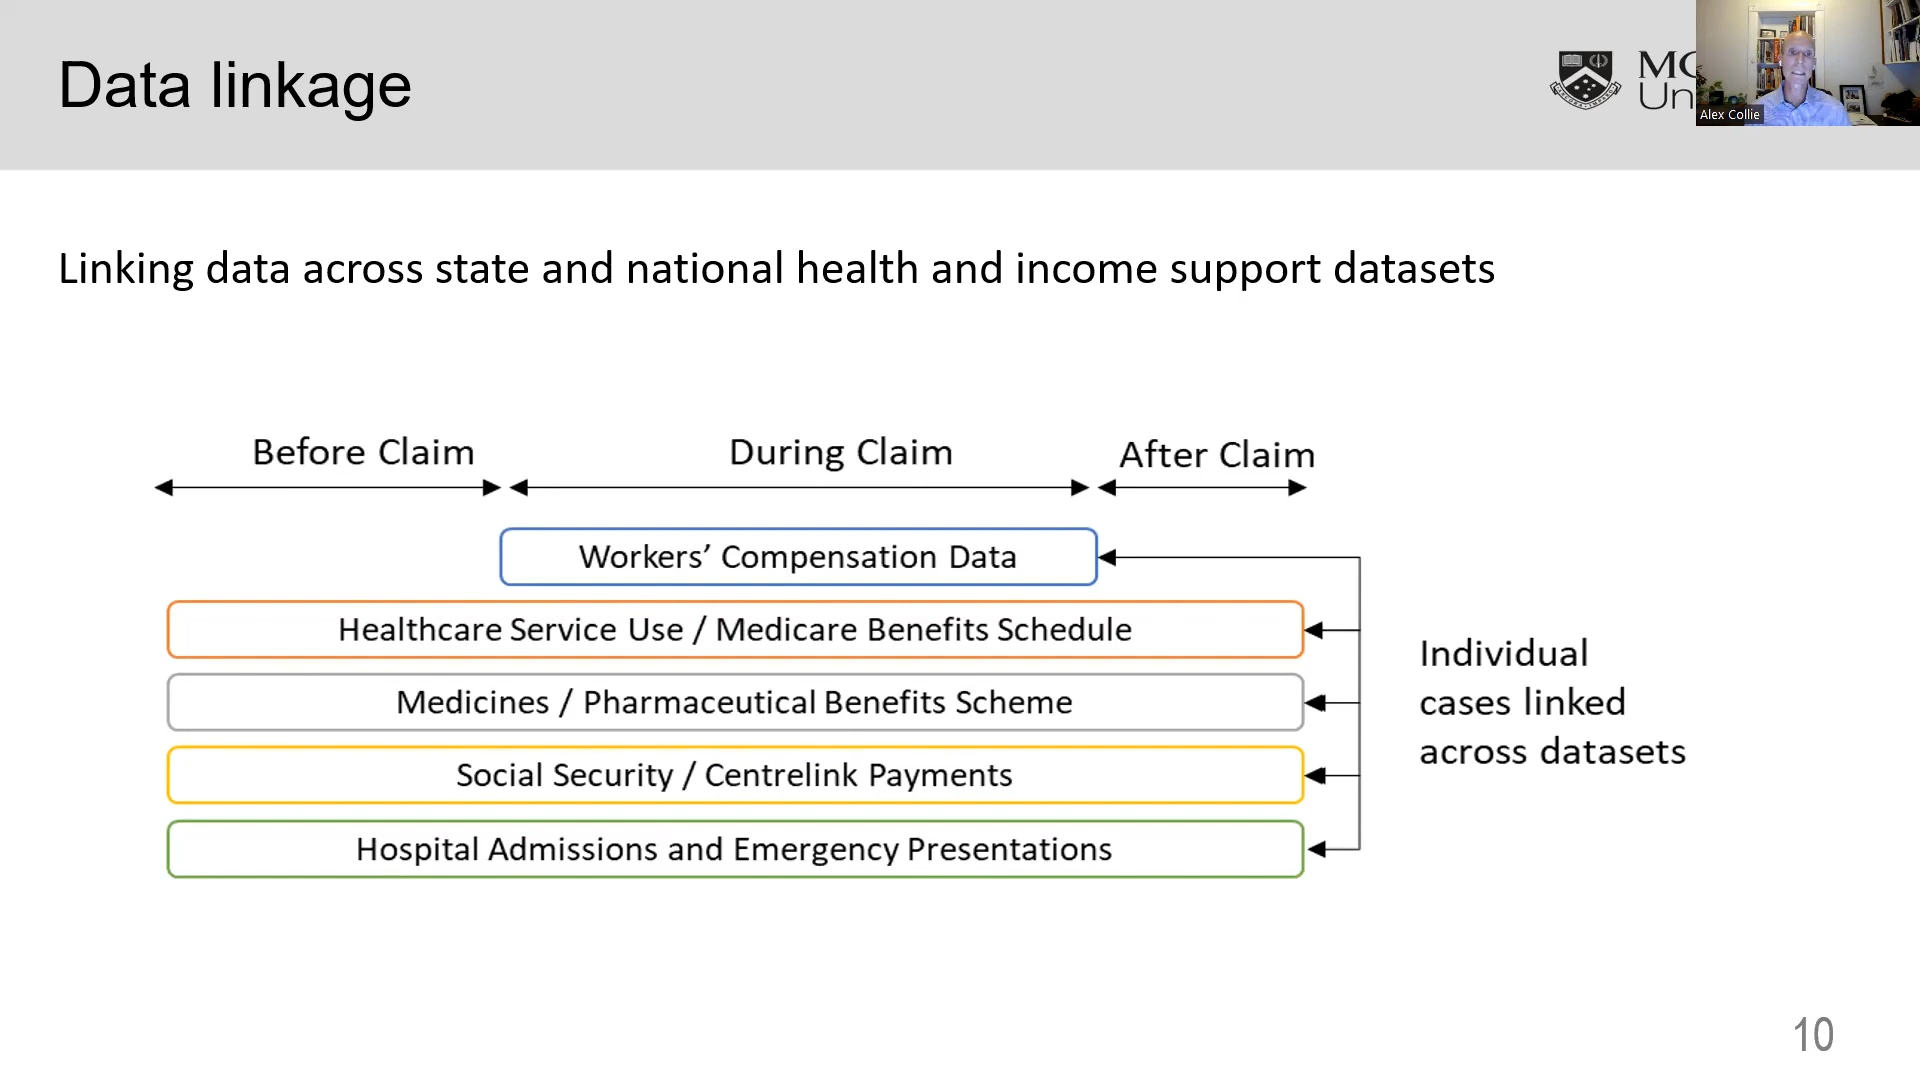 Data linkage
Alex Collie
Linking data across state and national health and income support datasets
Before Claim
During Claim
After Claim
Workers’ Compensation Data
Healthcare Service Use / Medicare Benefits Schedule
Medicines / Pharmaceutical Benefits Scheme
Social Security / Centrelink Payments
Hospital Admissions and Emergency Presentations
Individual
cases linked
across datasets
10